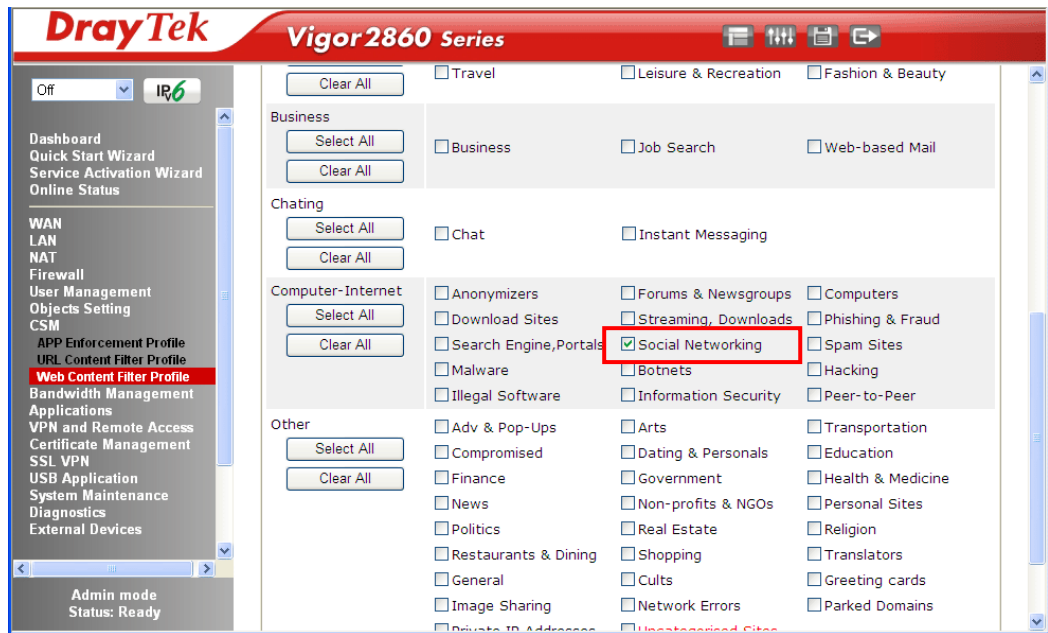 DrayTek
Vigor2860 Series
Off
IPv6
Dashboard
Quick Start Wizard
Service Activation Wizard
Online Status
WAN
LAN
NAT
Firewall
User Management
Objects Setting
CSM
APP Enforcement Profile
URL Content Filter Profile
Web Content Filter Profile
Bandwidth Management
Applications
VPN and Remote Access
Certificate Management
SSL VPN
USB Application
System Maintenance
Diagnostics
External Devices
Admin mode
Status: Ready
Clear All
Travel Leisure & Recreation Fashion & Beauty
Business
Select All
Clear All
Business Job Search Web-based Mail
Chating
Select All
Clear All
Chat Instant Messaging
Computer-Internet
Select All
Clear All
Anonymizers Forums & Newsgroups Computers
Download Sites Streaming, Downloads Phishing & Fraud
Search Engine,Portals Social Networking Spam Sites
Malware Botnets Hacking
Illegal Software Information Security Peer-to-Peer
Other
Select All
Clear All
Adv & Pop-Ups Arts Transportation
Compromised Dating & Personals Education
Finance Government Health & Medicine
News Non-profits & NGOs Personal Sites
Politics Real Estate Religion
Restaurants & Dining Shopping Translators
General Cults Greeting cards
Image Sharing Network Errors Parked Domains
Private IP Addresses Uncategorised Sites